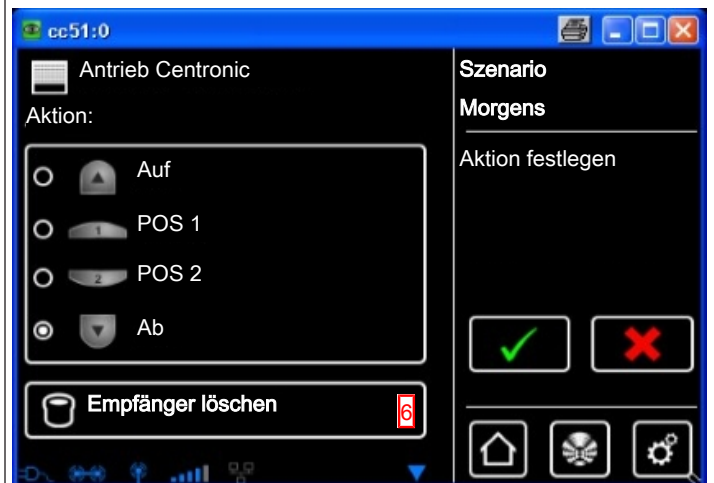 cc51:0
Antrieb Centronic
Aktion:
Auf
1 POS 1
2 POS 2
Ab
Empfänger löschen 6
Szenario
Morgens
Aktion festlegen